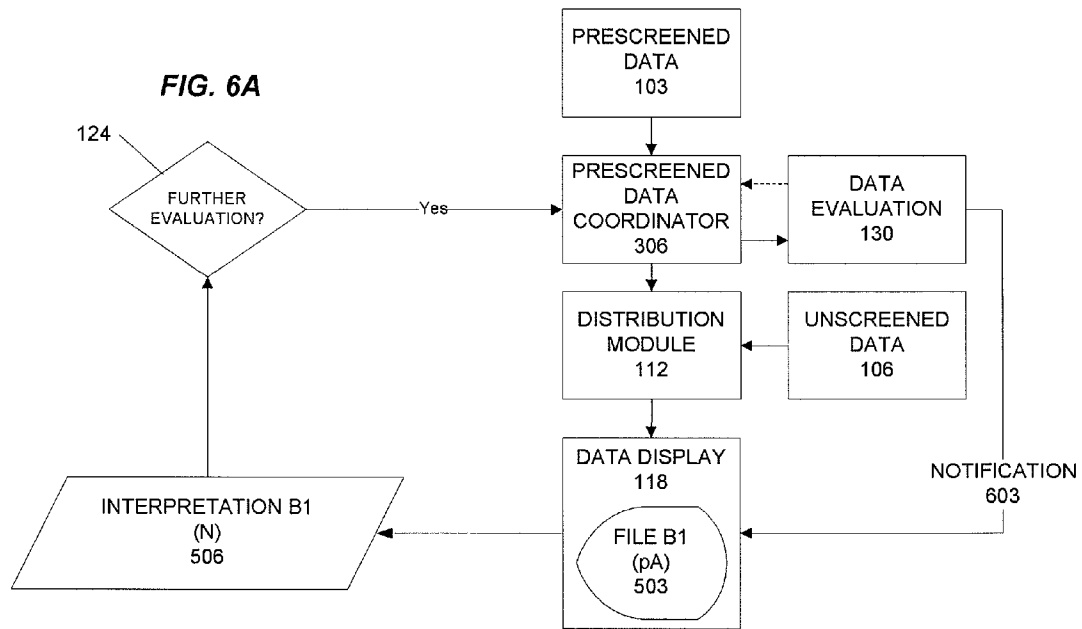 FIG. 6A
124
FURTHER
EVALUATION?
Yes
PRESCREENED
DATA
103
PRESCREENED
DATA
COORDINATOR
306
DATA
EVALUATION
130
DISTRIBUTION
MODULE
112
UNSCREENED
DATA
106
DATA DISPLAY
118
FILE B1
(pA)
503
NOTIFICATION
603
INTERPRETATION B1
(N)
506